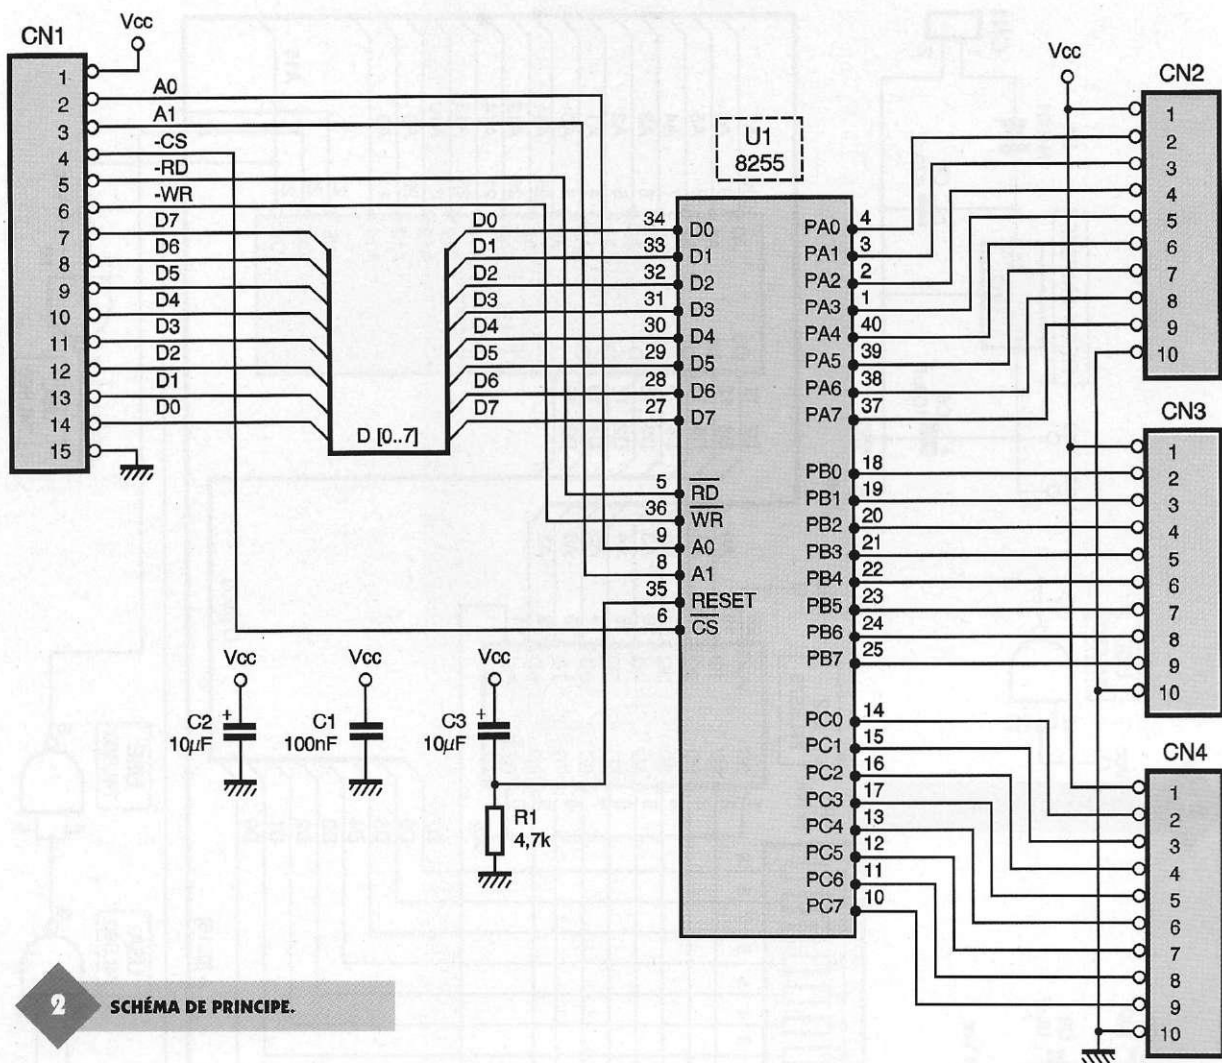 Vcc
CN1
1
2
3
4
5
6
7
8
9
10
11
12
13
14
15
A0
A1
-CS
-RD
-WR
D7
D6
D5
D4
D3
D2
D1
D0
D [0..7]
D0
D1
D2
D3
D4
D5
D6
D7
U1
8255
34 D0
33 D1
32 D2
31 D3
30 D4
29 D5
28 D6
27 D7
5 RD
36 WR
9 A0
8 A1
35 RESET
6 CS
PA0 4
PA1 3
PA2 2
PA3 1
PA4 40
PA5 39
PA6 38
PA7 37
PB0 18
PB1 19
PB2 20
PB3 21
PB4 22
PB5 23
PB6 24
PB7 25
PC0 14
PC1 15
PC2 16
PC3 17
PC4 13
PC5 12
PC6 11
PC7 10
Vcc
CN2
1
2
3
4
5
6
7
8
9
10
CN3
1
2
3
4
5
6
7
8
9
10
CN4
1
2
3
4
5
6
7
8
9
10
Vcc
C2 +
10µF
Vcc
C1
100nF
Vcc
C3 +
10µF
R1
4,7k
2 SCHÉMA DE PRINCIPE.